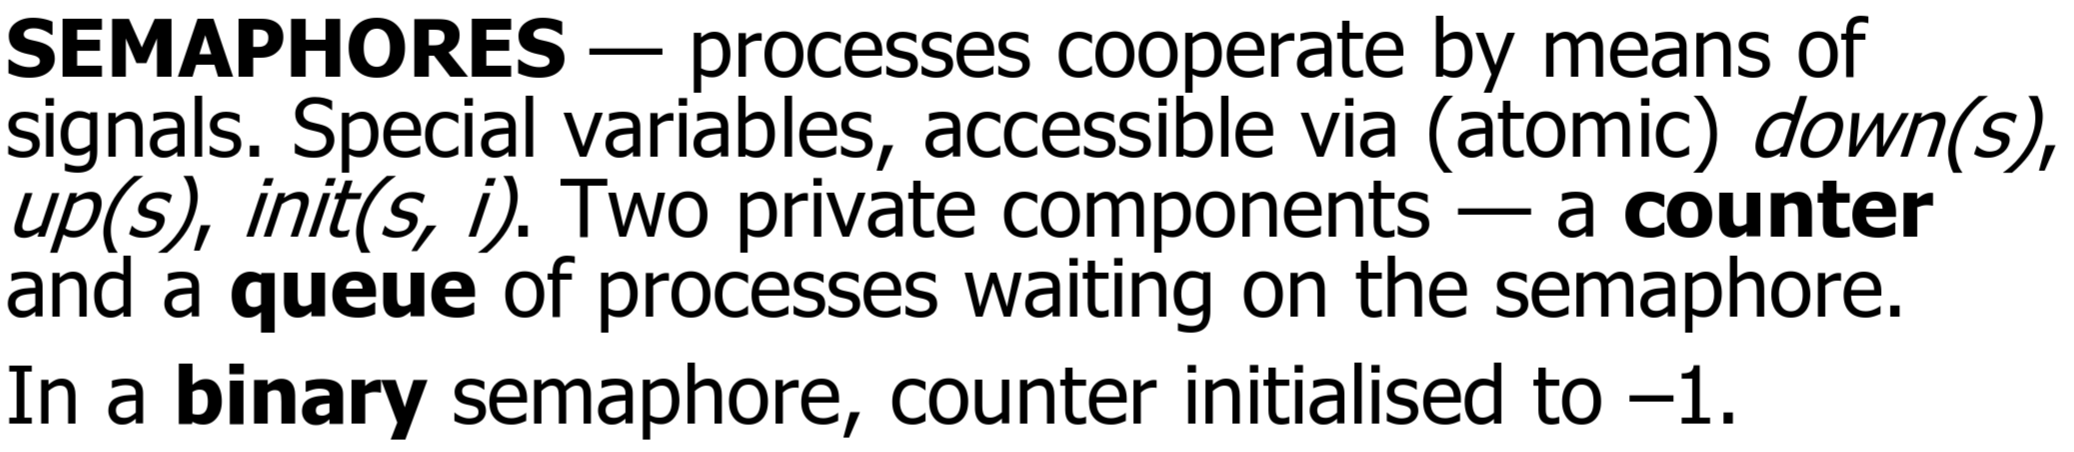 SEMAPHORES — processes cooperate by means of
signals. Special variables, accessible via (atomic) down(s),
up(s), init(s, i). Two private components — a counter
and a queue of processes waiting on the semaphore.
In a binary semaphore, counter initialised to –1.